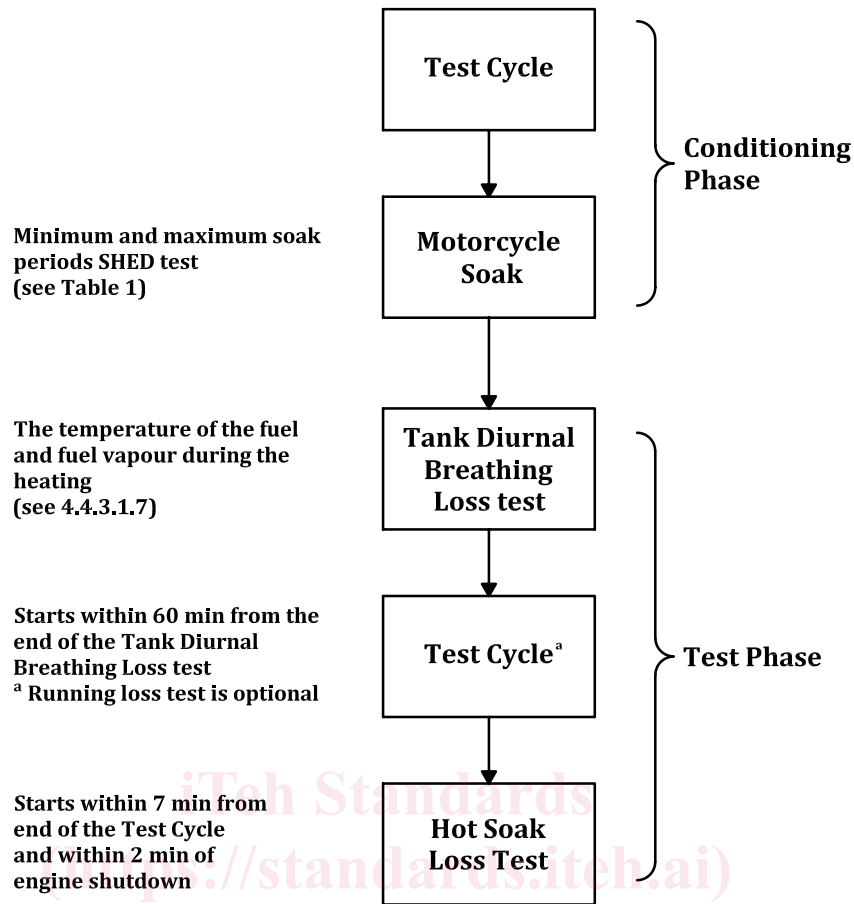 Test Cycle
Conditioning
Phase
Minimum and maximum soak
periods SHED test
(see Table 1)
Motorcycle
Soak
The temperature of the fuel
and fuel vapour during the
heating
(see 4.4.3.1.7)
Tank Diurnal
Breathing
Loss test
Starts within 60 min from the
end of the Tank Diurnal
Breathing Loss test
ᵃ Running loss test is optional
Test Cycleᵃ
Test Phase
Starts within 7 min from
end of the Test Cycle
and within 2 min of
engine shutdown
Hot Soak
Loss Test
iTeh Standards
(https://standards.iteh.ai)